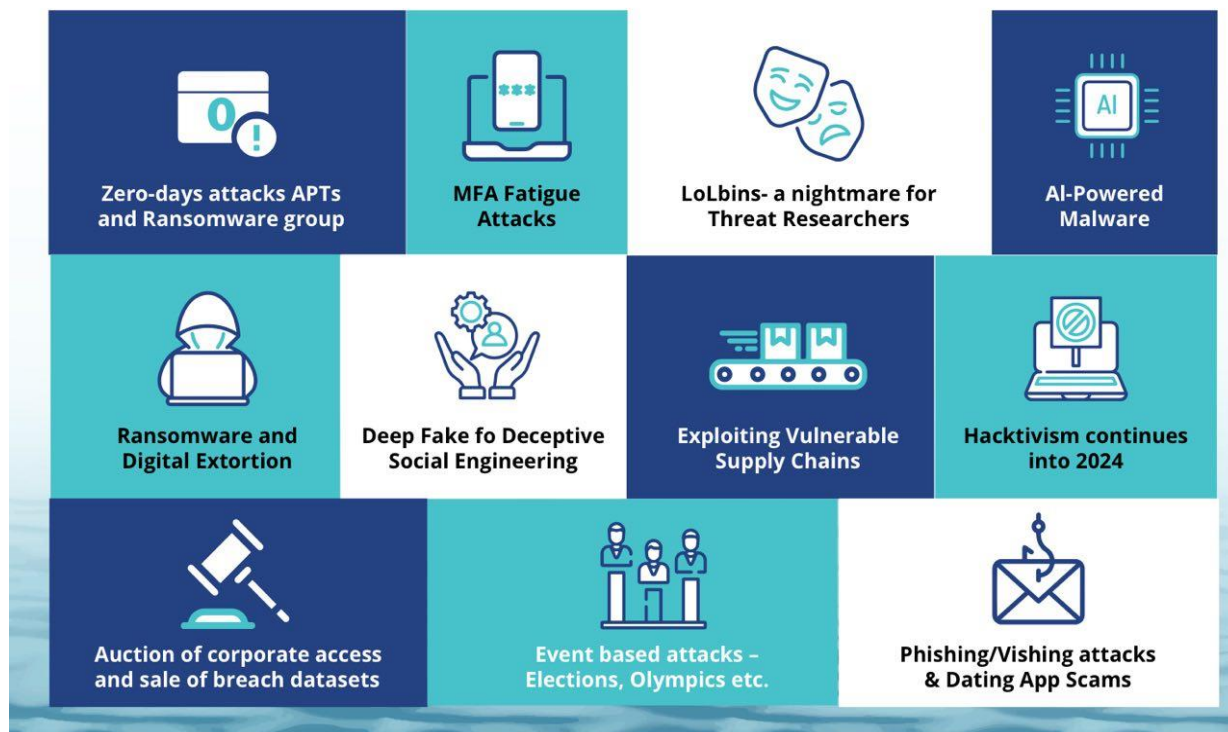 0
!
***
AI
Zero-days attacks APTs
and Ransomware group
MFA Fatigue
Attacks
LoLbins- a nightmare for
Threat Researchers
AI-Powered
Malware
Ransomware and
Digital Extortion
Deep Fake fo Deceptive
Social Engineering
Exploiting Vulnerable
Supply Chains
Hacktivism continues
into 2024
Auction of corporate access
and sale of breach datasets
Event based attacks –
Elections, Olympics etc.
Phishing/Vishing attacks
& Dating App Scams